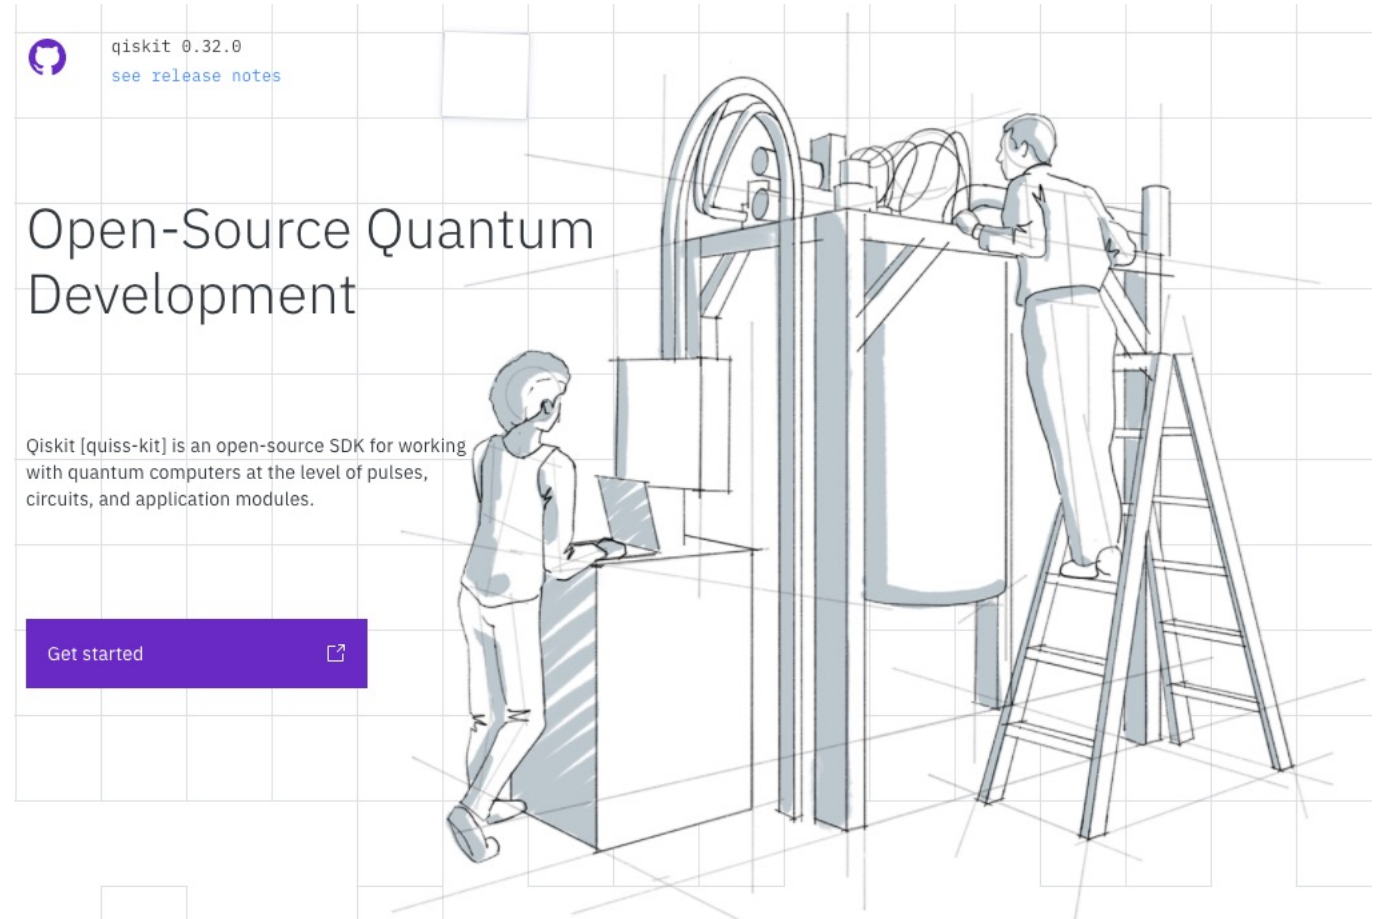 qiskit 0.32.0
see release notes
Open-Source Quantum
Development
Qiskit [quiss-kit] is an open-source SDK for working
with quantum computers at the level of pulses,
circuits, and application modules.
Get started